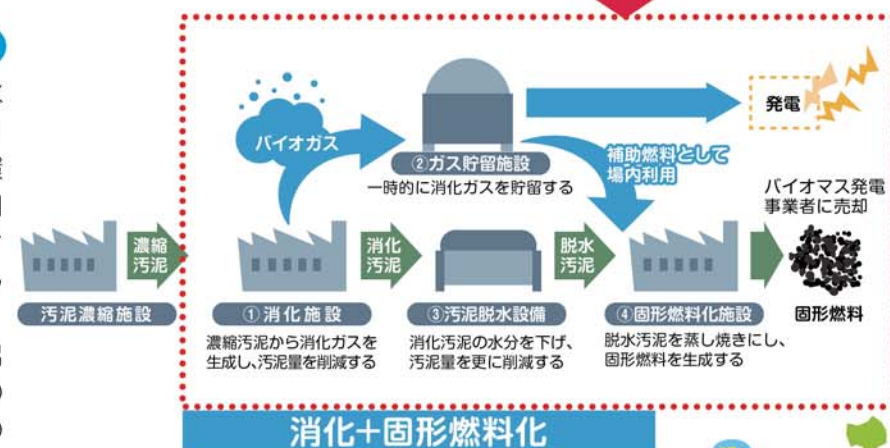 発電
バイオガス
②ガス貯留施設
一時的に消化ガスを貯留する
補助燃料として
場内利用
バイオマス発電
事業者に売却
濃縮
汚泥
消化
汚泥
脱水
汚泥
汚泥濃縮施設
①消化施設
③汚泥脱水設備
④固形燃料化施設
固形燃料
濃縮汚泥から消化ガスを
生成し、汚泥量を削減する
消化汚泥の水分を下げ、
汚泥量を更に削減する
脱水汚泥を蒸し焼きにし、
固形燃料を生成する
消化+固形燃料化